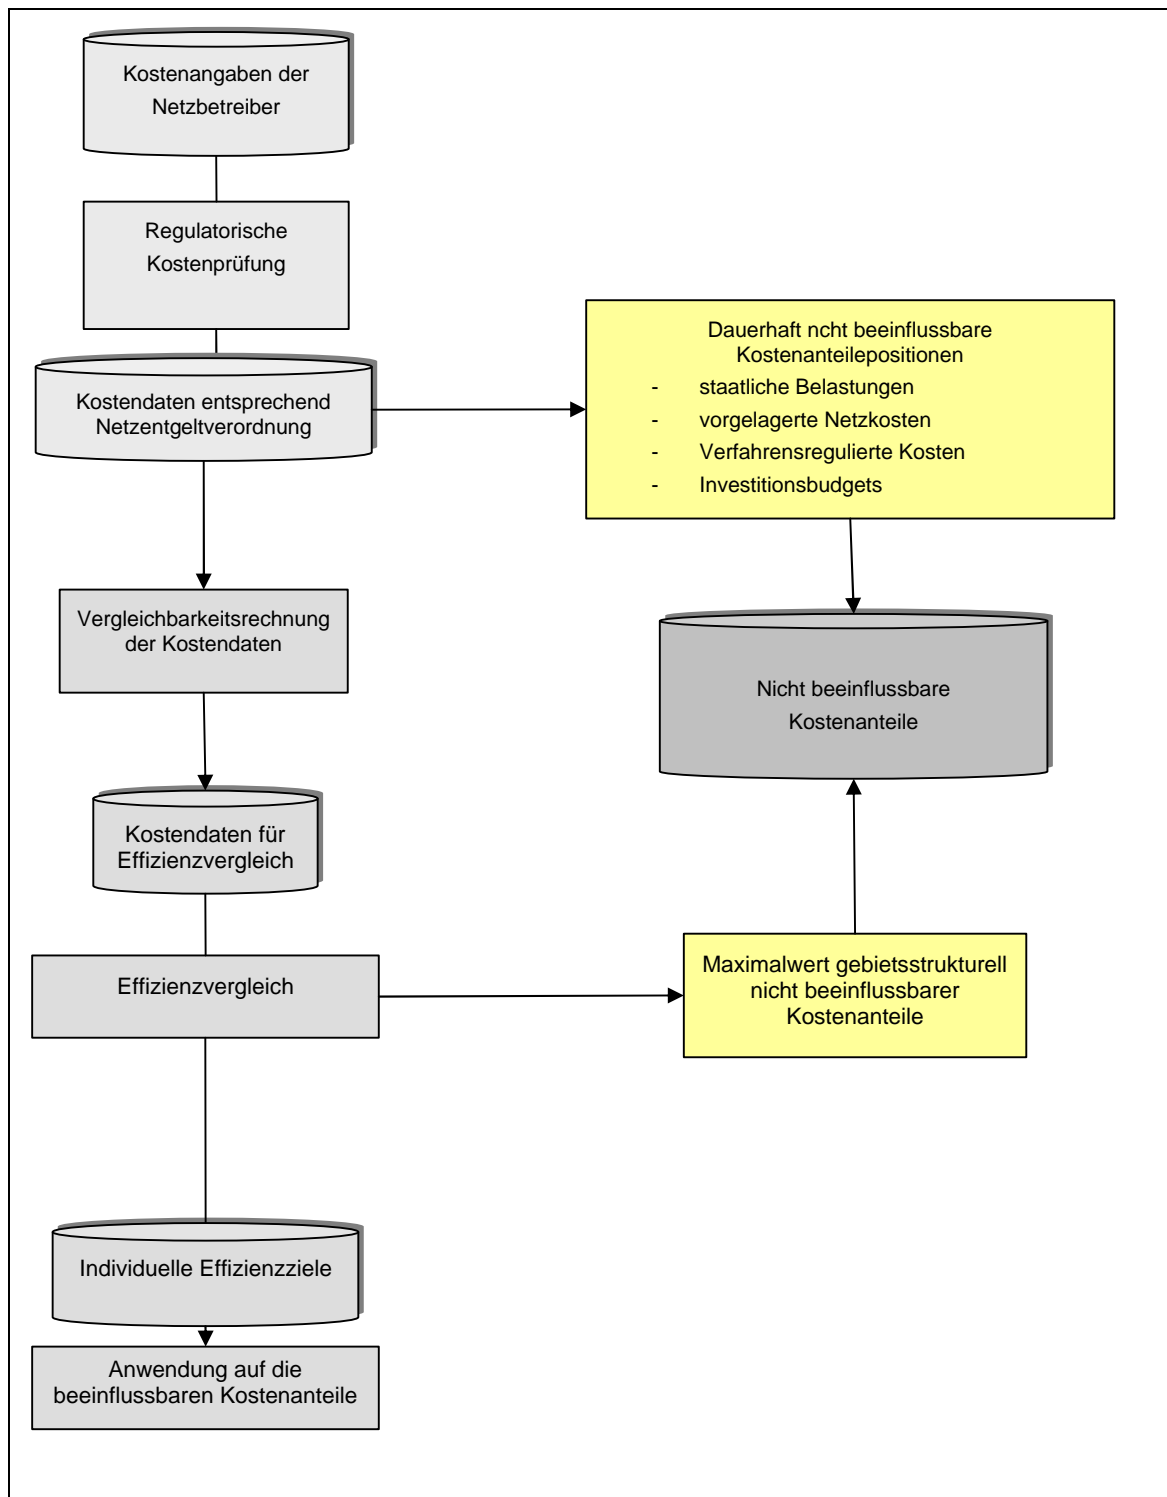 Kostenangaben der
Netzbetreiber
Regulatorische
Kostenprüfung
Dauerhaft ncht beeinflussbare
Kostenanteilepositionen
- staatliche Belastungen
- vorgelagerte Netzkosten
- Verfahrensregulierte Kosten
- Investitionsbudgets
Kostendaten entsprechend
Netzentgeltverordnung
Vergleichbarkeitsrechnung
der Kostendaten
Nicht beeinflussbare
Kostenanteile
Kostendaten für
Effizienzvergleich
Effizienzvergleich
Maximalwert gebietsstrukturell
nicht beeinflussbarer
Kostenanteile
Individuelle Effizienzziele
Anwendung auf die
beeinflussbaren Kostenanteile